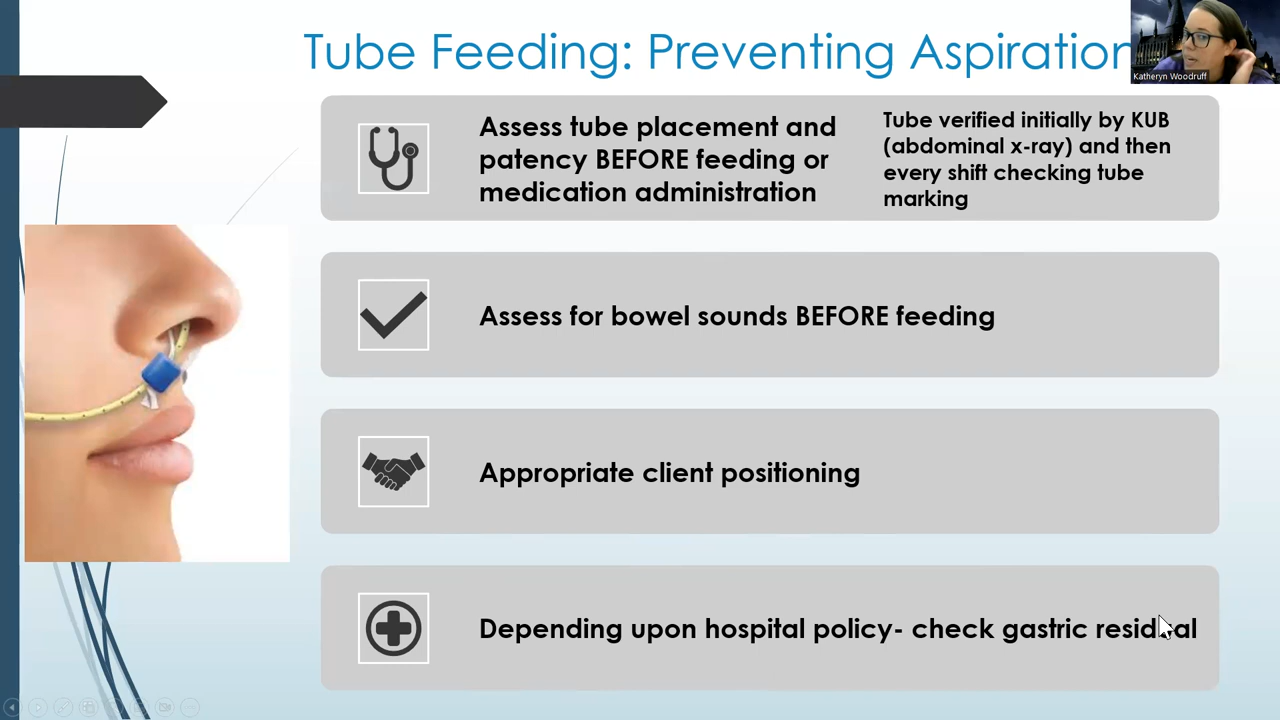 Tube Feeding: Preventing Aspiration
Katheryn Woodruff
Assess tube placement and
patency BEFORE feeding or
medication administration
Tube verified initially by KUB
(abdominal x-ray) and then
every shift checking tube
marking
Assess for bowel sounds BEFORE feeding
Appropriate client positioning
Depending upon hospital policy- check gastric residual